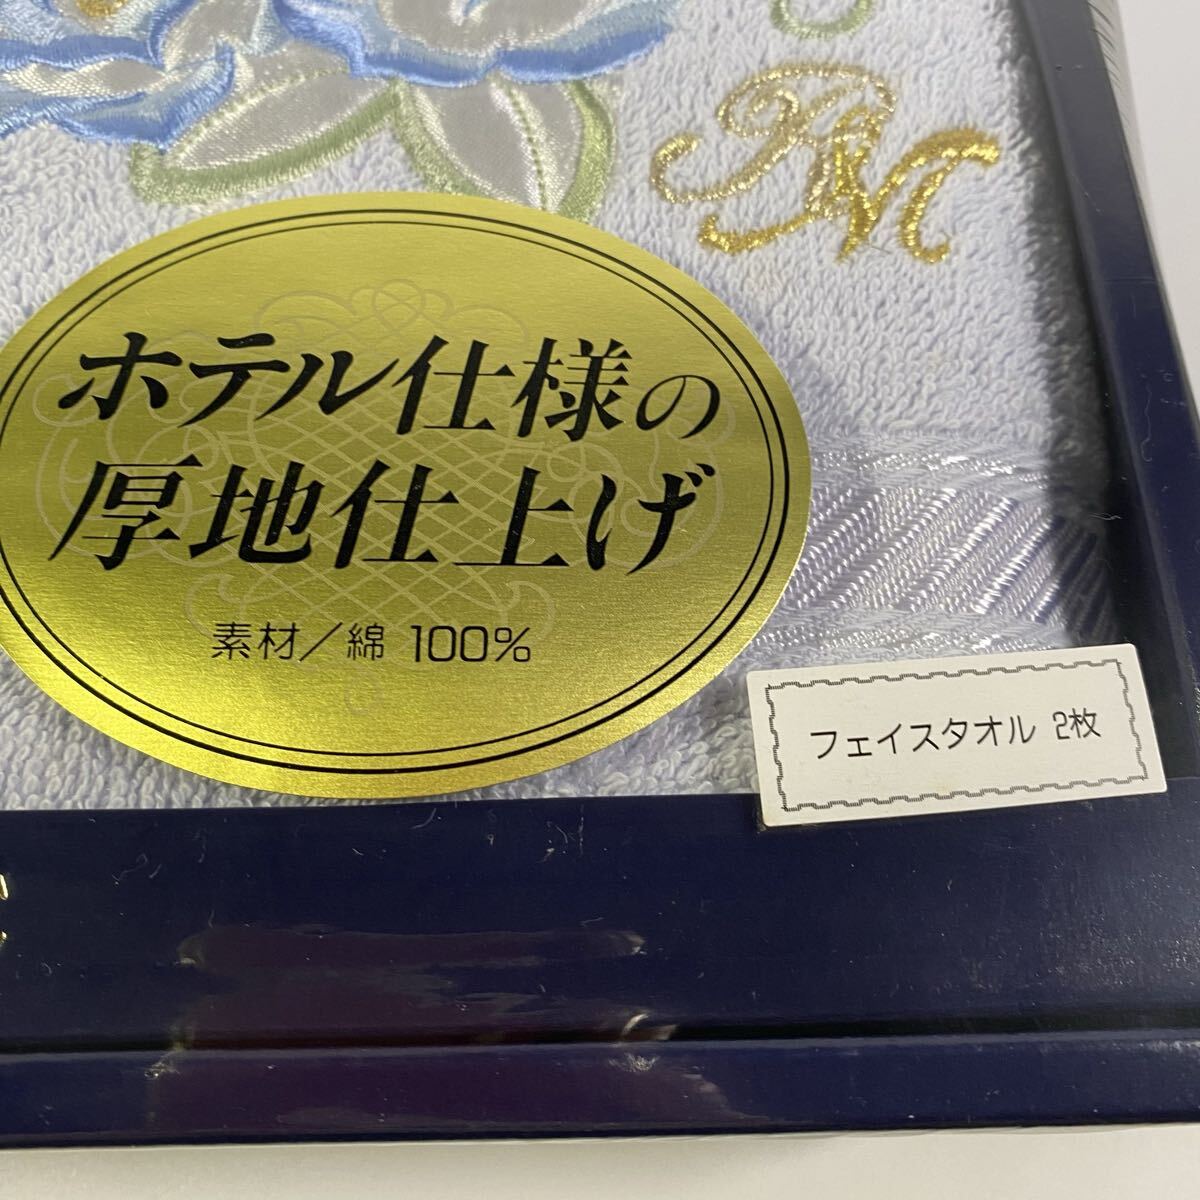 RM
ホテル仕様の
厚地仕上げ
素材／綿 100%
フェイスタオル 2枚